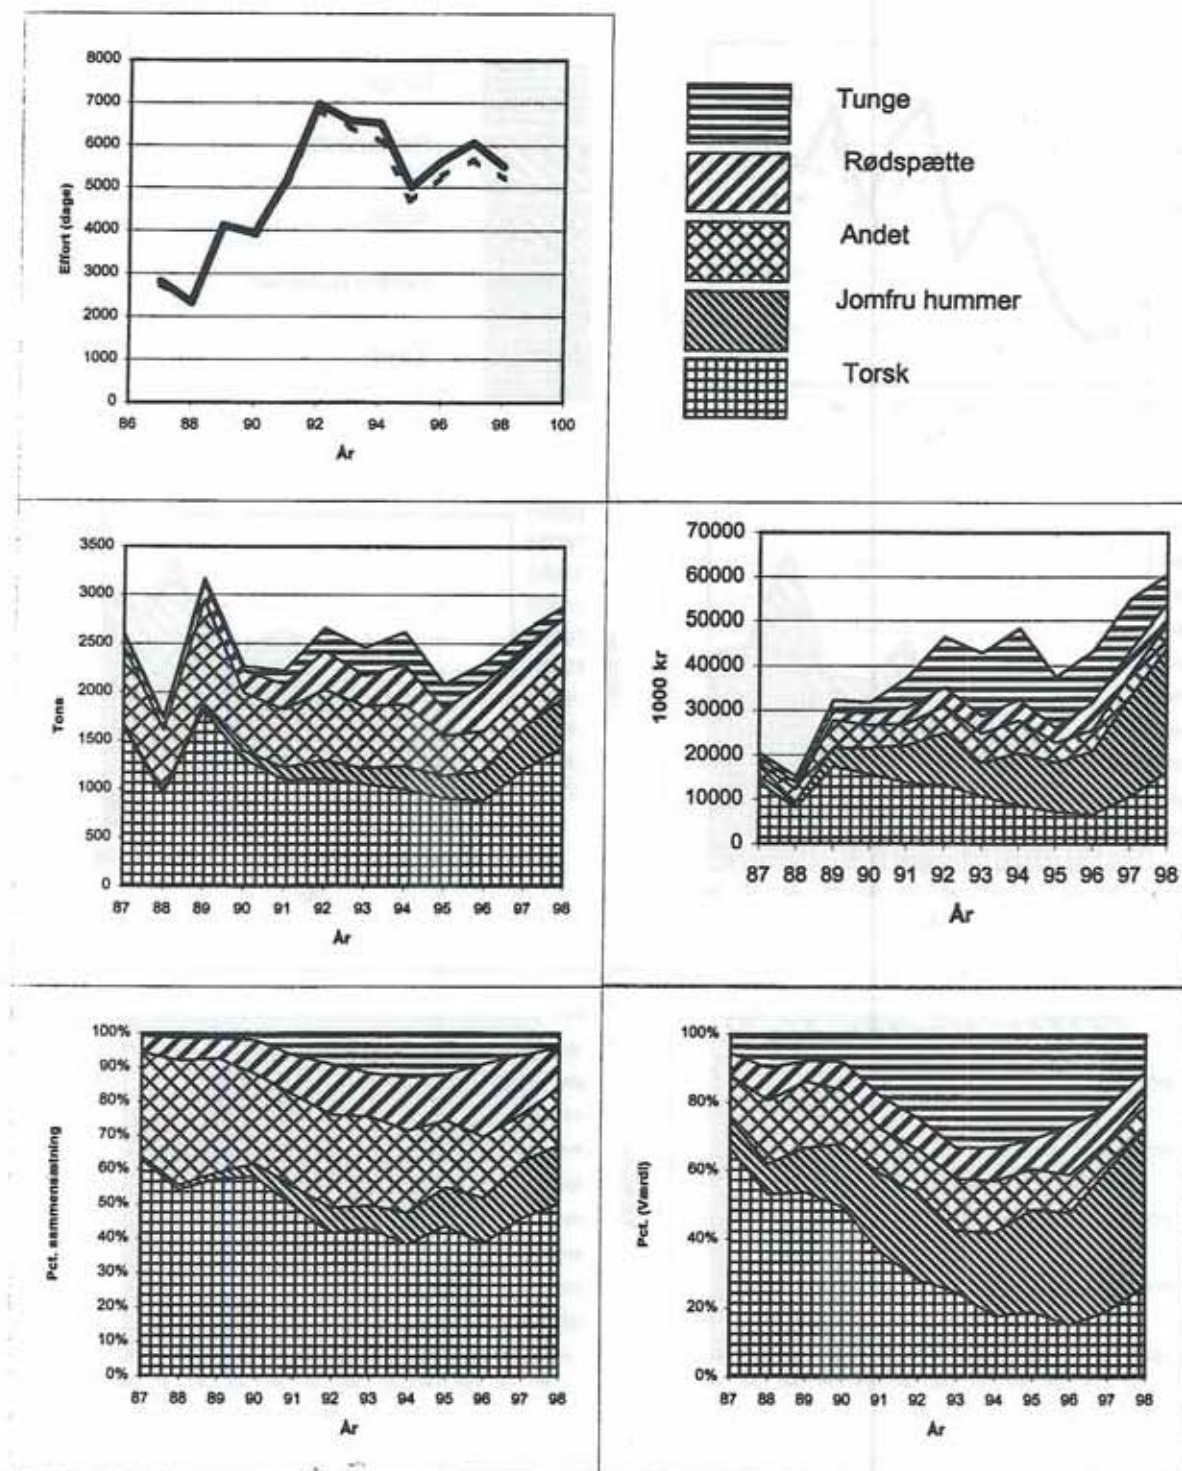 8000
7000
6000
5000
4000
3000
2000
1000
0
Effort (dage)
86 88 90 92 94 96 98 100
År
Tunge
Rødspætte
Andet
Jomfru hummer
Torsk
3500
3000
2500
2000
1500
1000
500
0
Tons
87 88 89 90 91 92 93 94 95 96 97 98
År
70000
60000
50000
40000
30000
20000
10000
0
1000 kr
87 88 89 90 91 92 93 94 95 96 97 98
År
100%
90%
80%
70%
60%
50%
40%
30%
20%
10%
0%
Pct. sammensætning
87 88 89 90 91 92 93 94 95 96 97 98
År
100%
80%
60%
40%
20%
0%
Pct. (Værdi)
87 88 89 90 91 92 93 94 95 96 97 98
År